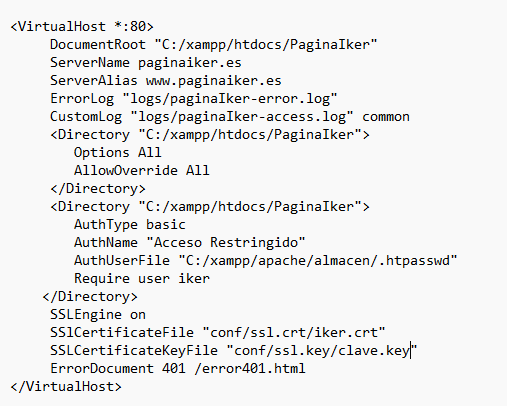 <VirtualHost *:80>
DocumentRoot "C:/xampp/htdocs/PaginaIker"
ServerName paginaiker.es
ServerAlias www.paginaiker.es
ErrorLog "logs/paginaIker-error.log"
CustomLog "logs/paginaIker-access.log" common
<Directory "C:/xampp/htdocs/PaginaIker">
Options All
AllowOverride All
</Directory>
<Directory "C:/xampp/htdocs/PaginaIker">
AuthType basic
AuthName "Acceso Restringido"
AuthUserFile "C:/xampp/apache/almacen/.htpasswd"
Require user iker
</Directory>
SSLEngine on
SSlCertificateFile "conf/ssl.crt/iker.crt"
SSLCertificateKeyFile "conf/ssl.key/clave.key"
ErrorDocument 401 /error401.html
</VirtualHost>